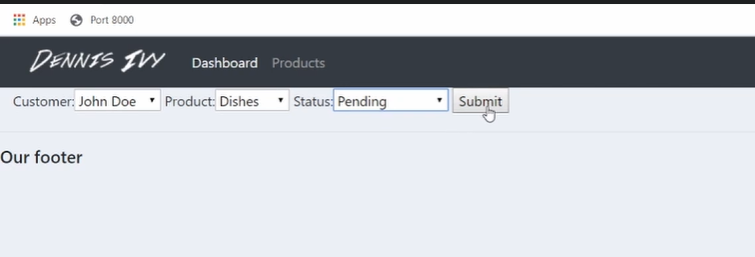 Apps Port 8000
DENNIS IVY Dashboard Products
Customer: John Doe Product: Dishes Status: Pending Submit
Our footer